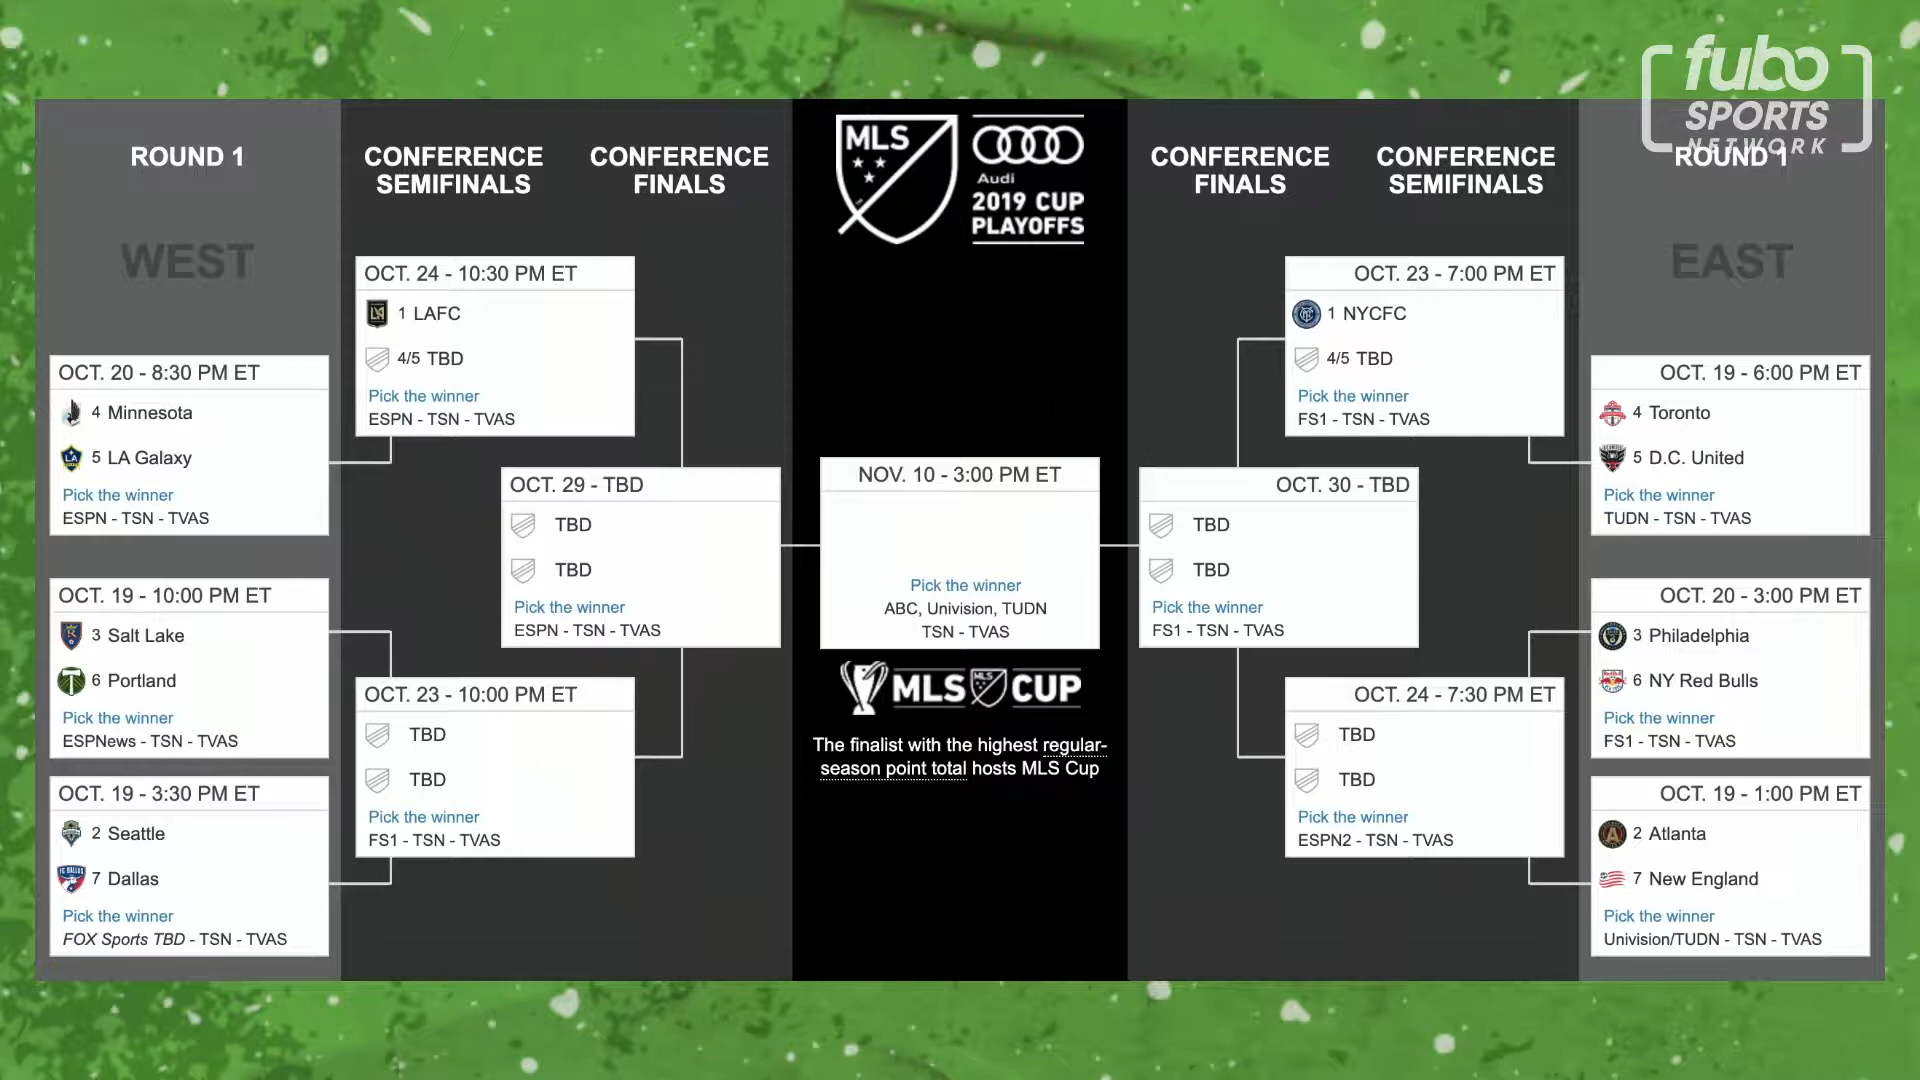 fubo
SPORTS
NETWORK
ROUND 1
CONFERENCE
SEMIFINALS
CONFERENCE
FINALS
MLS
Audi
2019 CUP
PLAYOFFS
CONFERENCE
FINALS
CONFERENCE
SEMIFINALS
ROUND 1
WEST
OCT. 20 - 8:30 PM ET
4 Minnesota
5 LA Galaxy
Pick the winner
ESPN - TSN - TVAS
OCT. 19 - 10:00 PM ET
3 Salt Lake
6 Portland
Pick the winner
ESPNews - TSN - TVAS
OCT. 19 - 3:30 PM ET
2 Seattle
7 Dallas
Pick the winner
FOX Sports TBD - TSN - TVAS
OCT. 24 - 10:30 PM ET
1 LAFC
4/5 TBD
Pick the winner
ESPN - TSN - TVAS
OCT. 23 - 10:00 PM ET
TBD
TBD
Pick the winner
FS1 - TSN - TVAS
OCT. 29 - TBD
TBD
TBD
Pick the winner
ESPN - TSN - TVAS
NOV. 10 - 3:00 PM ET
Pick the winner
ABC, Univision, TUDN
TSN - TVAS
MLS MLS CUP
The finalist with the highest regular-
season point total hosts MLS Cup
OCT. 30 - TBD
TBD
TBD
Pick the winner
FS1 - TSN - TVAS
OCT. 23 - 7:00 PM ET
1 NYCFC
4/5 TBD
Pick the winner
FS1 - TSN - TVAS
OCT. 24 - 7:30 PM ET
TBD
TBD
Pick the winner
ESPN2 - TSN - TVAS
EAST
OCT. 19 - 6:00 PM ET
4 Toronto
5 D.C. United
Pick the winner
TUDN - TSN - TVAS
OCT. 20 - 3:00 PM ET
3 Philadelphia
6 NY Red Bulls
Pick the winner
FS1 - TSN - TVAS
OCT. 19 - 1:00 PM ET
2 Atlanta
7 New England
Pick the winner
Univision/TUDN - TSN - TVAS